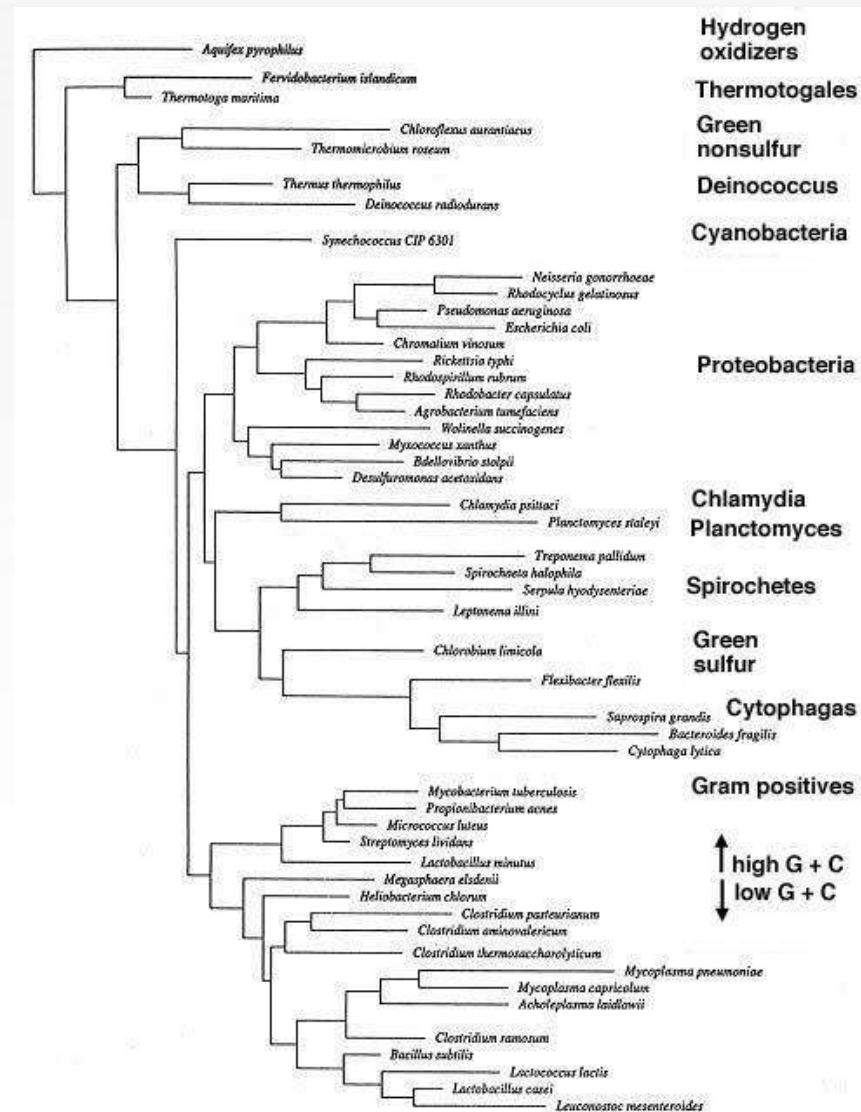 Hydrogen
oxidizers
Aquifex pyrophilus
Fervidobacterium islandicum
Thermotoga maritima
Thermotogales
Chloroflexus aurantiacus
Thermomicrobium roseum
Green
nonsulfur
Thermus thermophilus
Deinococcus radiodurans
Deinococcus
Synechococcus CIP 6301
Cyanobacteria
Neisseria gonorrhoeae
Rhodocyclus gelatinosus
Pseudomonas aeruginosa
Escherichia coli
Chromatium vinosum
Rickettsia typhi
Rhodospirillum rubrum
Rhodobacter capsulatus
Agrobacterium tumefaciens
Wolinella succinogenes
Myxococcus xanthus
Bdellovibrio stolpii
Desulfuromonas acetoxidans
Proteobacteria
Chlamydia psittaci
Planctomyces staleyi
Chlamydia
Planctomyces
Treponema pallidum
Spirochaeta halophila
Serpula hyodysenteriae
Leptonema illini
Spirochetes
Chlorobium limicola
Green
sulfur
Flexibacter flexilis
Saprospira grandis
Bacteroides fragilis
Cytophaga lytica
Cytophagas
Gram positives
Mycobacterium tuberculosis
Propionibacterium acnes
Micrococcus luteus
Streptomyces lividans
Lactobacillus minutus
high G + C
low G + C
Megasphaera elsdenii
Heliobacterium chlorum
Clostridium pasteurianum
Clostridium aminovalericum
Clostridium thermosaccharolyticum
Mycoplasma pneumoniae
Mycoplasma capricolum
Acholeplasma laidlawii
Clostridium ramosum
Bacillus subtilis
Lactococcus lactis
Lactobacillus casei
Leuconostoc mesenteroides